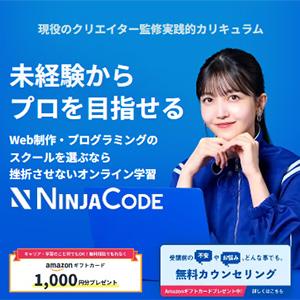 現役のクリエイター監修実践的カリキュラム
未経験から
プロを目指せる
Web制作・プログラミングの
スクールを選ぶなら
挫折させないオンライン学習
NINJACODE
キャリア・学習のことだけでもOK！無料相談でもれなく
amazon
ギフトカード
1,000円分プレゼント
受講前の不安やお悩み、どんな事でも。
無料カウンセリング
Amazonギフトカードプレゼント中！ 詳しくはこちら